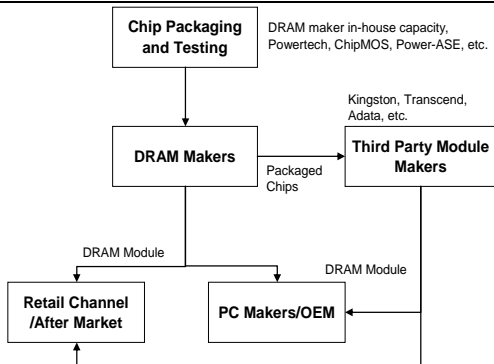 Chip Packaging
and Testing
DRAM maker in-house capacity,
Powertech, ChipMOS, Power-ASE, etc.
Kingston, Transcend,
Adata, etc.
DRAM Makers
Third Party Module
Makers
Packaged
Chips
DRAM Module
DRAM Module
Retail Channel
/After Market
PC Makers/OEM